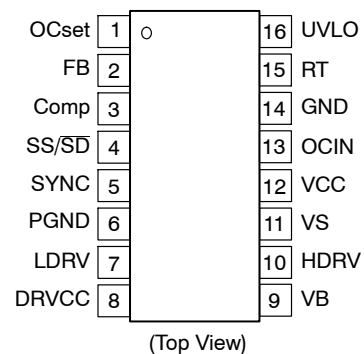 OCset 1 16 UVLO
FB 2 15 RT
Comp 3 14 GND
SS/SD 4 13 OCIN
SYNC 5 12 VCC
PGND 6 11 VS
LDRV 7 10 HDRV
DRVCC 8 9 VB
(Top View)